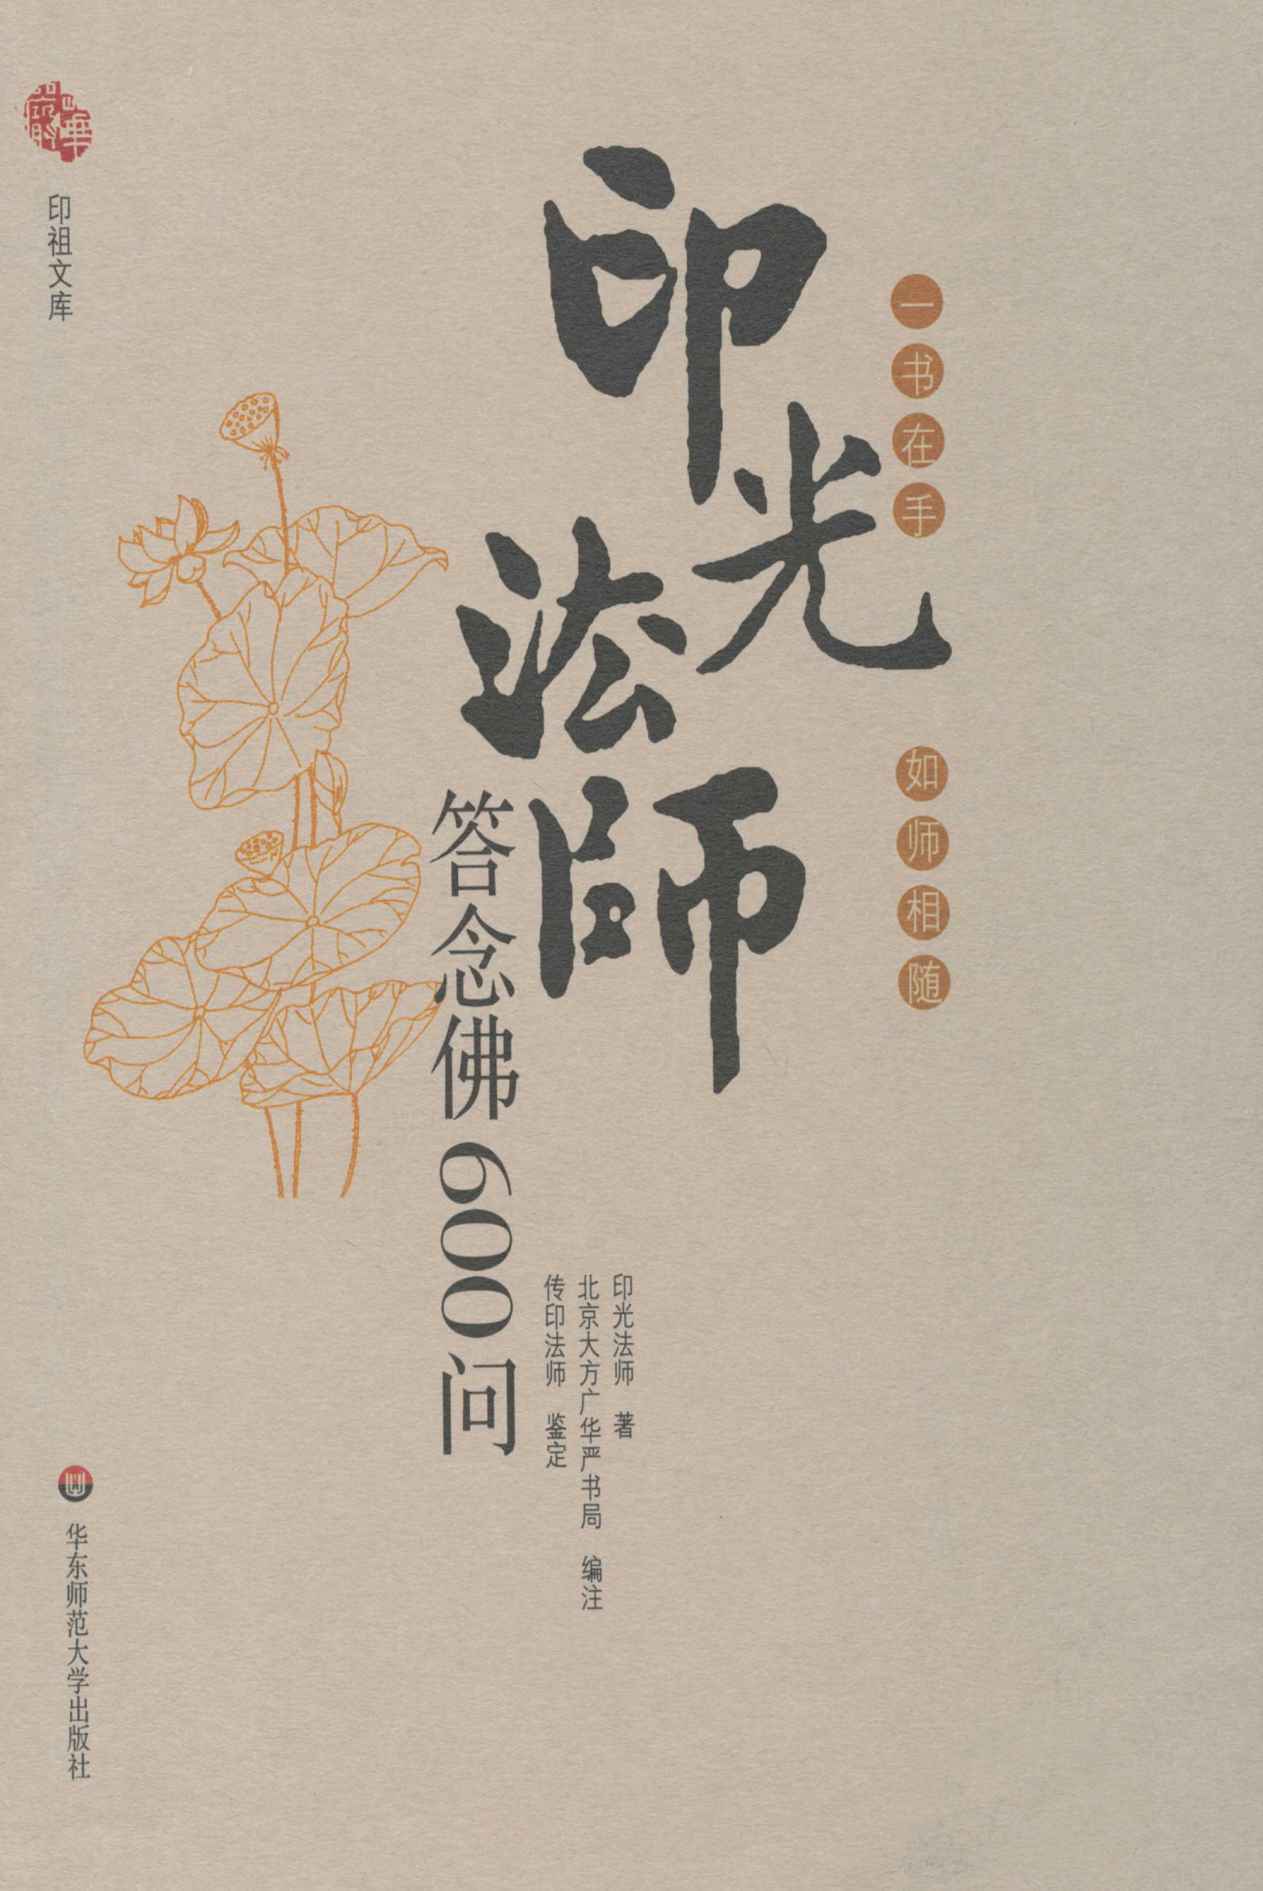 一书在手
如师相随
印光法师
答念佛600问
印光法师 著
北京大方广华严书局 编注
传印法师 鉴定
印祖文库
华东师范大学出版社